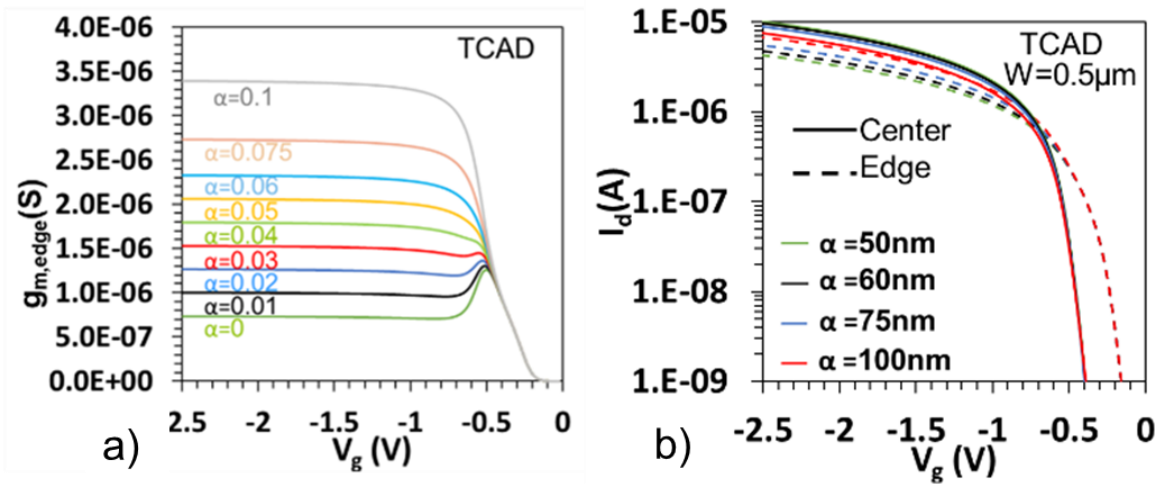 4.0E-06
3.5E-06
3.0E-06
2.5E-06
2.0E-06
1.5E-06
1.0E-06
5.0E-07
0.0E+00
gm,edge(S)
TCAD
α=0.1
α=0.075
α=0.06
α=0.05
α=0.04
α=0.03
α=0.02
α=0.01
α=0
2.5 -2 -1.5 -1 -0.5 0
Vg (V)
a)
1.E-05
1.E-06
1.E-07
1.E-08
1.E-09
Id(A)
TCAD
W=0.5µm
Center
Edge
α =50nm
α =60nm
α =75nm
α =100nm
-2.5 -2 -1.5 -1 -0.5 0
Vg (V)
b)